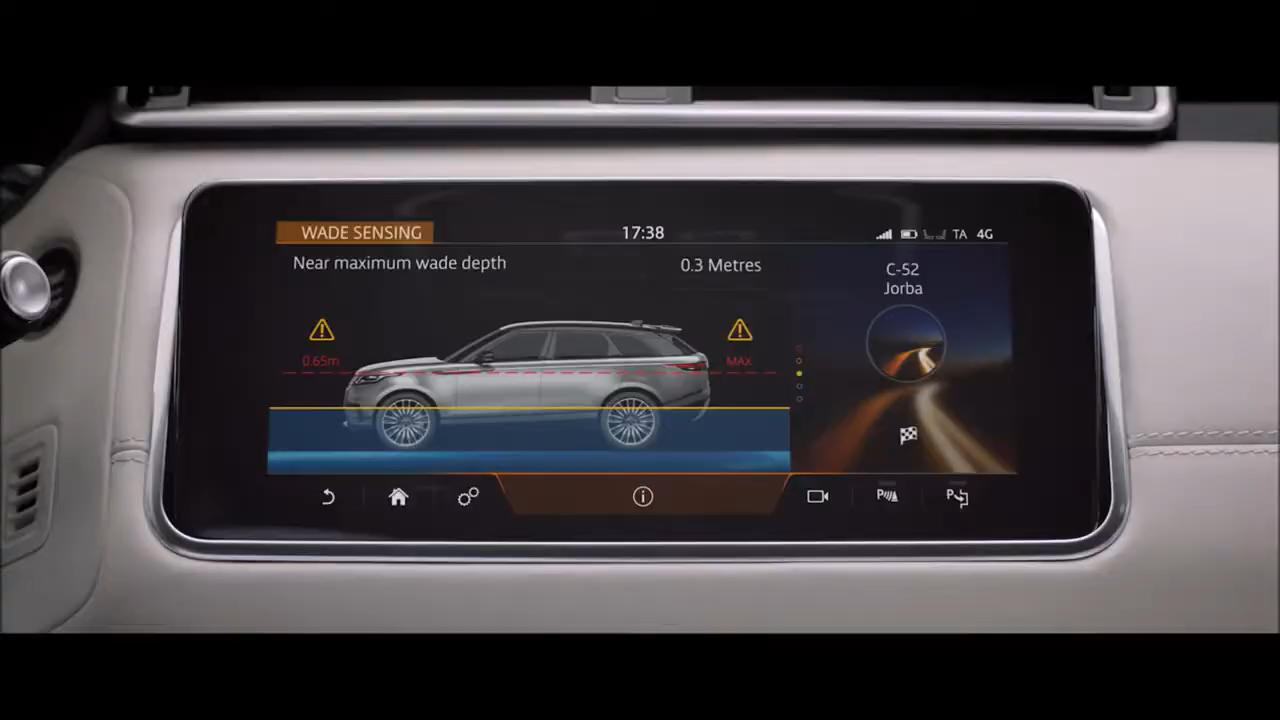 WADE SENSING
17:38
TA 4G
Near maximum wade depth
0.3 Metres
C-52
Jorba
0.65m
MAX